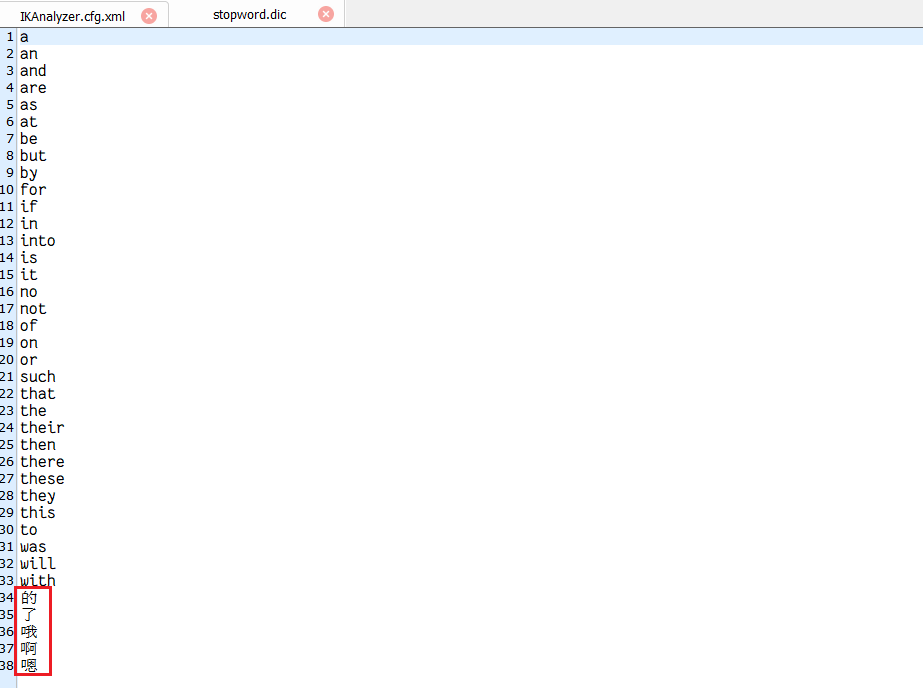 IKAnalyzer.cfg.xml stopword.dic
1 a
2 an
3 and
4 are
5 as
6 at
7 be
8 but
9 by
10 for
11 if
12 in
13 into
14 is
15 it
16 no
17 not
18 of
19 on
20 or
21 such
22 that
23 the
24 their
25 then
26 there
27 these
28 they
29 this
30 to
31 was
32 will
33 with
34 的
35 了
36 哦
37 啊
38 嗯